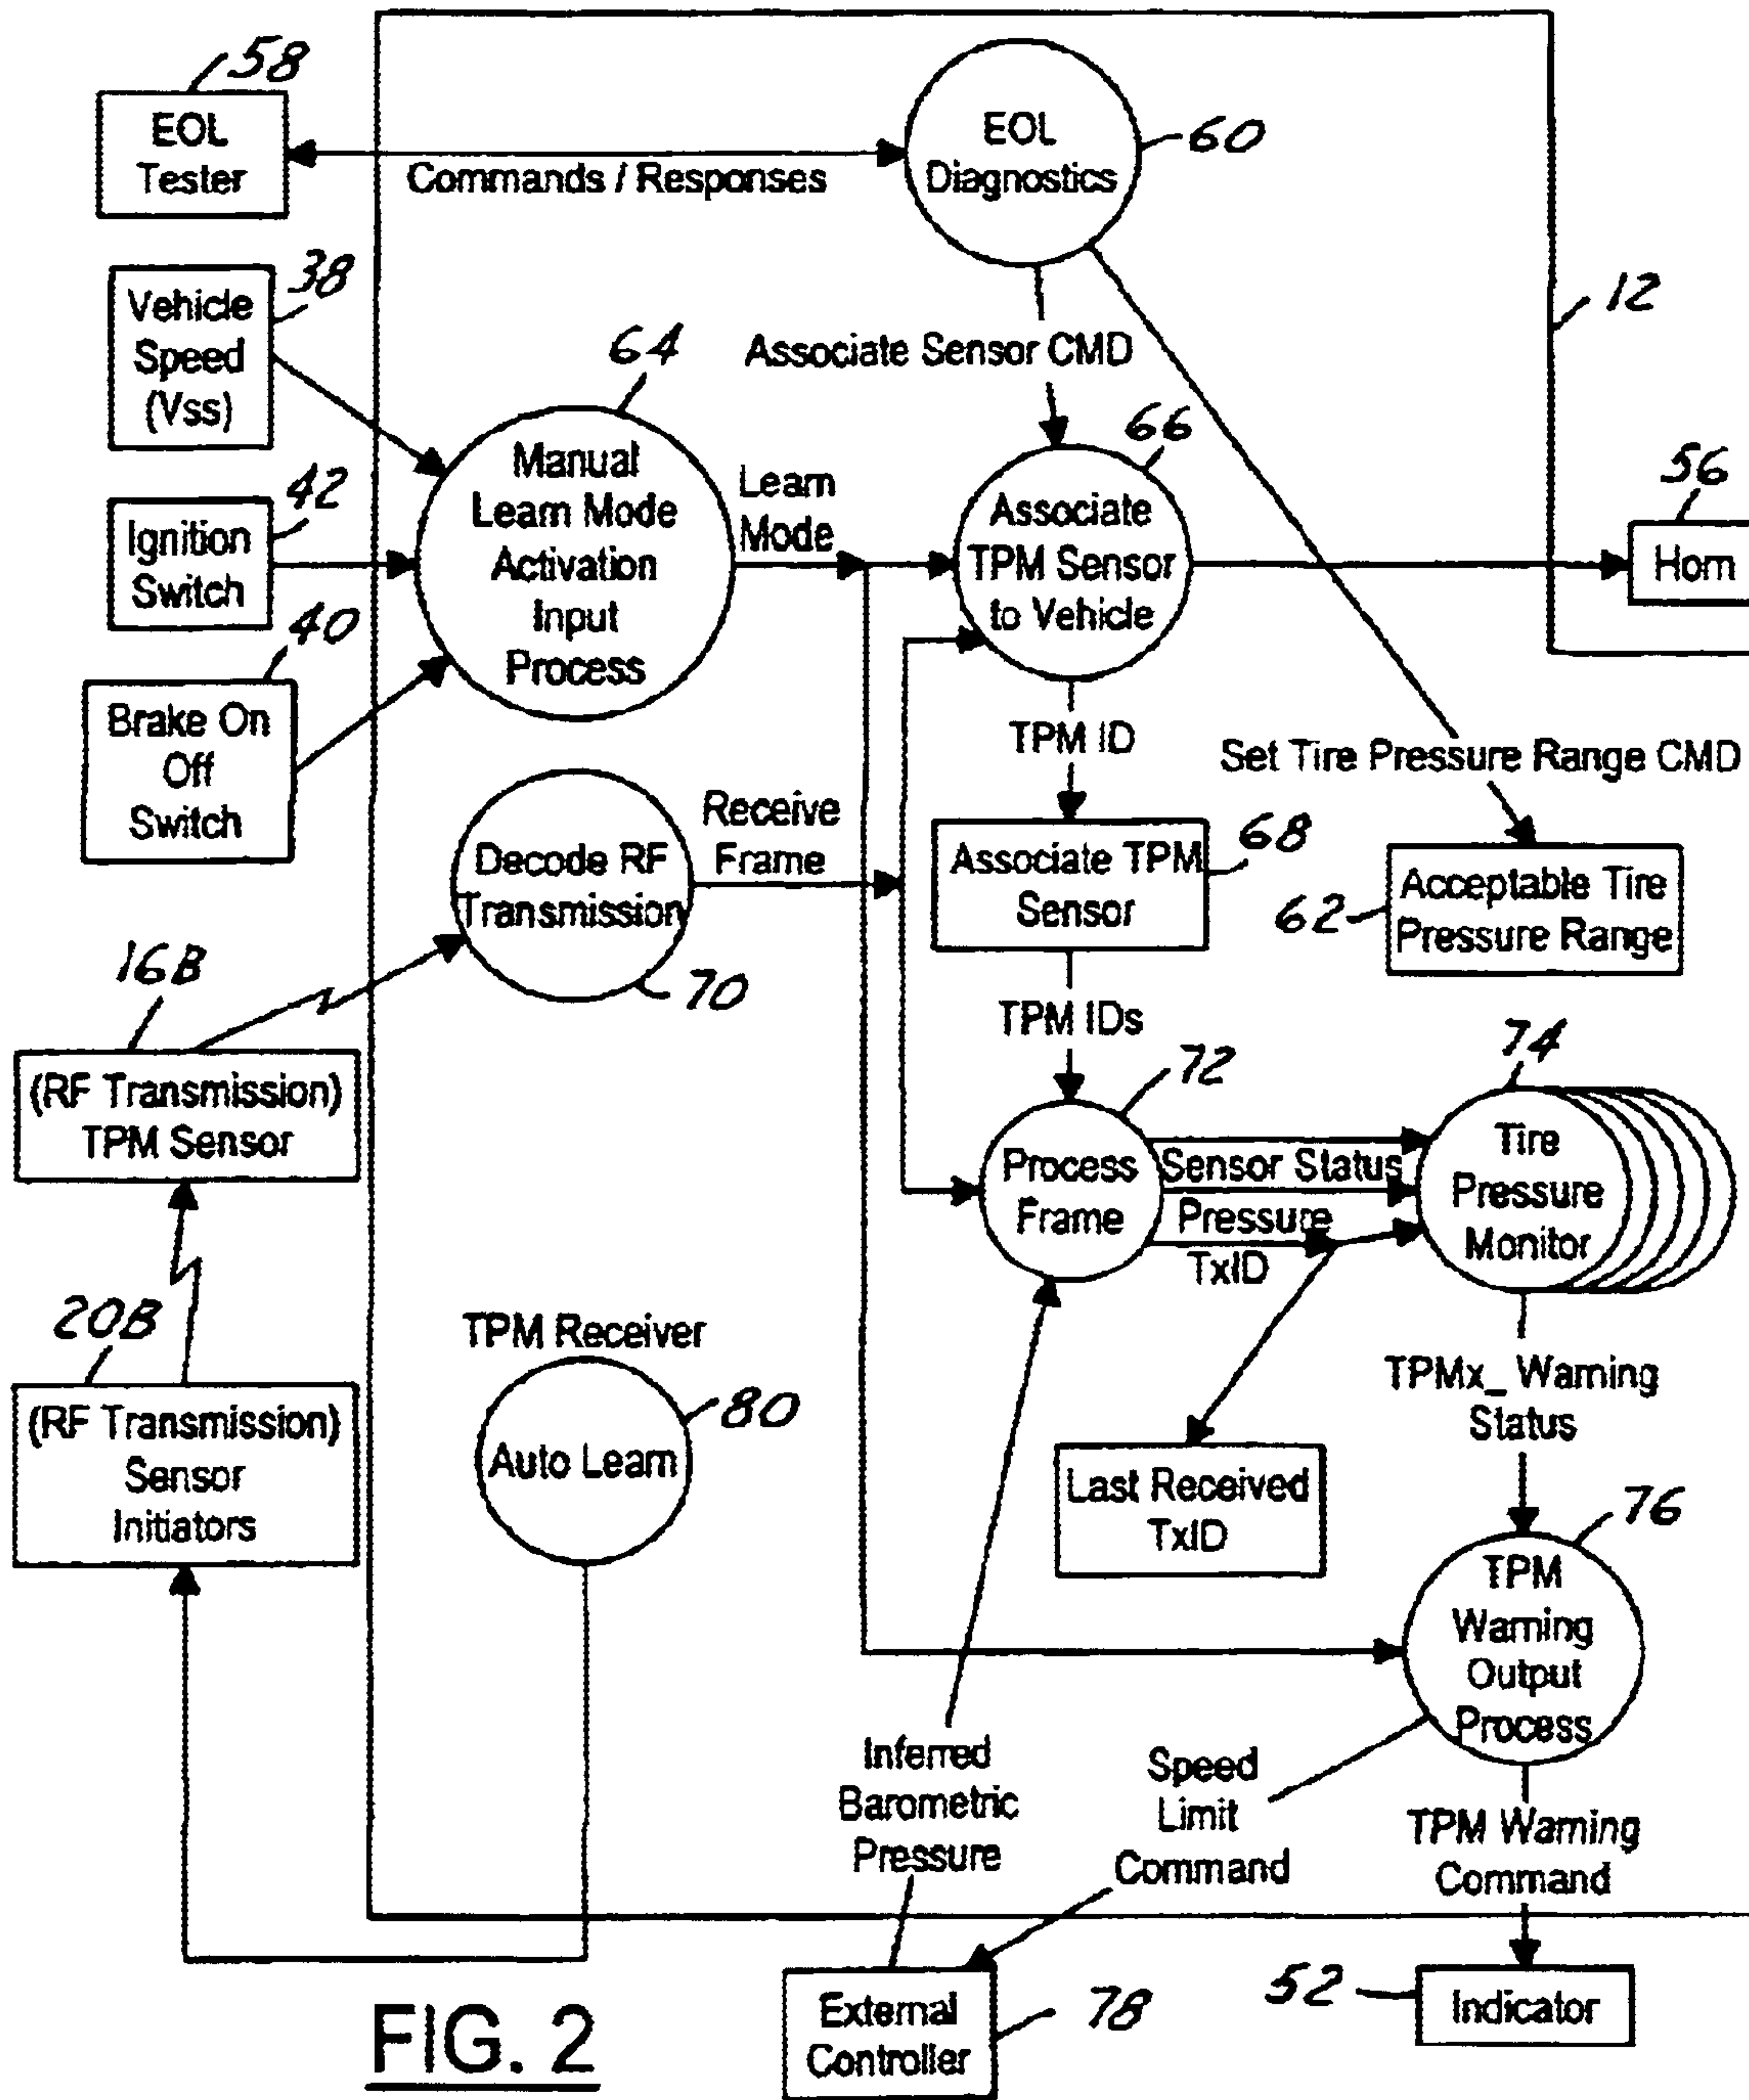 58
EOL
Tester
Commands / Responses
EOL
Diagnostics
60
38
Vehicle
Speed
(Vss)
12
Associate Sensor CMD
64
Manual
Learn Mode
Activation
Input
Process
Learn
Mode
66
Associate
TPM Sensor
to Vehicle
56
Horn
42
Ignition
Switch
40
Brake On
Off
Switch
TPM ID
Set Tire Pressure Range CMD
Decode RF
Transmission
70
Receive
Frame
Associate TPM
Sensor
68
62
Acceptable Tire
Pressure Range
16B
(RF Transmission)
TPM Sensor
TPM IDs
72
Process
Frame
Sensor Status
Pressure
TxID
74
Tire
Pressure
Monitor
20B
(RF Transmission)
Sensor
Initiators
TPM Receiver
80
Auto Learn
Last Received
TxID
TPMx_ Warning
Status
76
TPM
Warning
Output
Process
Inferred
Barometric
Pressure
Speed
Limit
Command
TPM Warning
Command
External
Controller
78
52
Indicator
FIG. 2